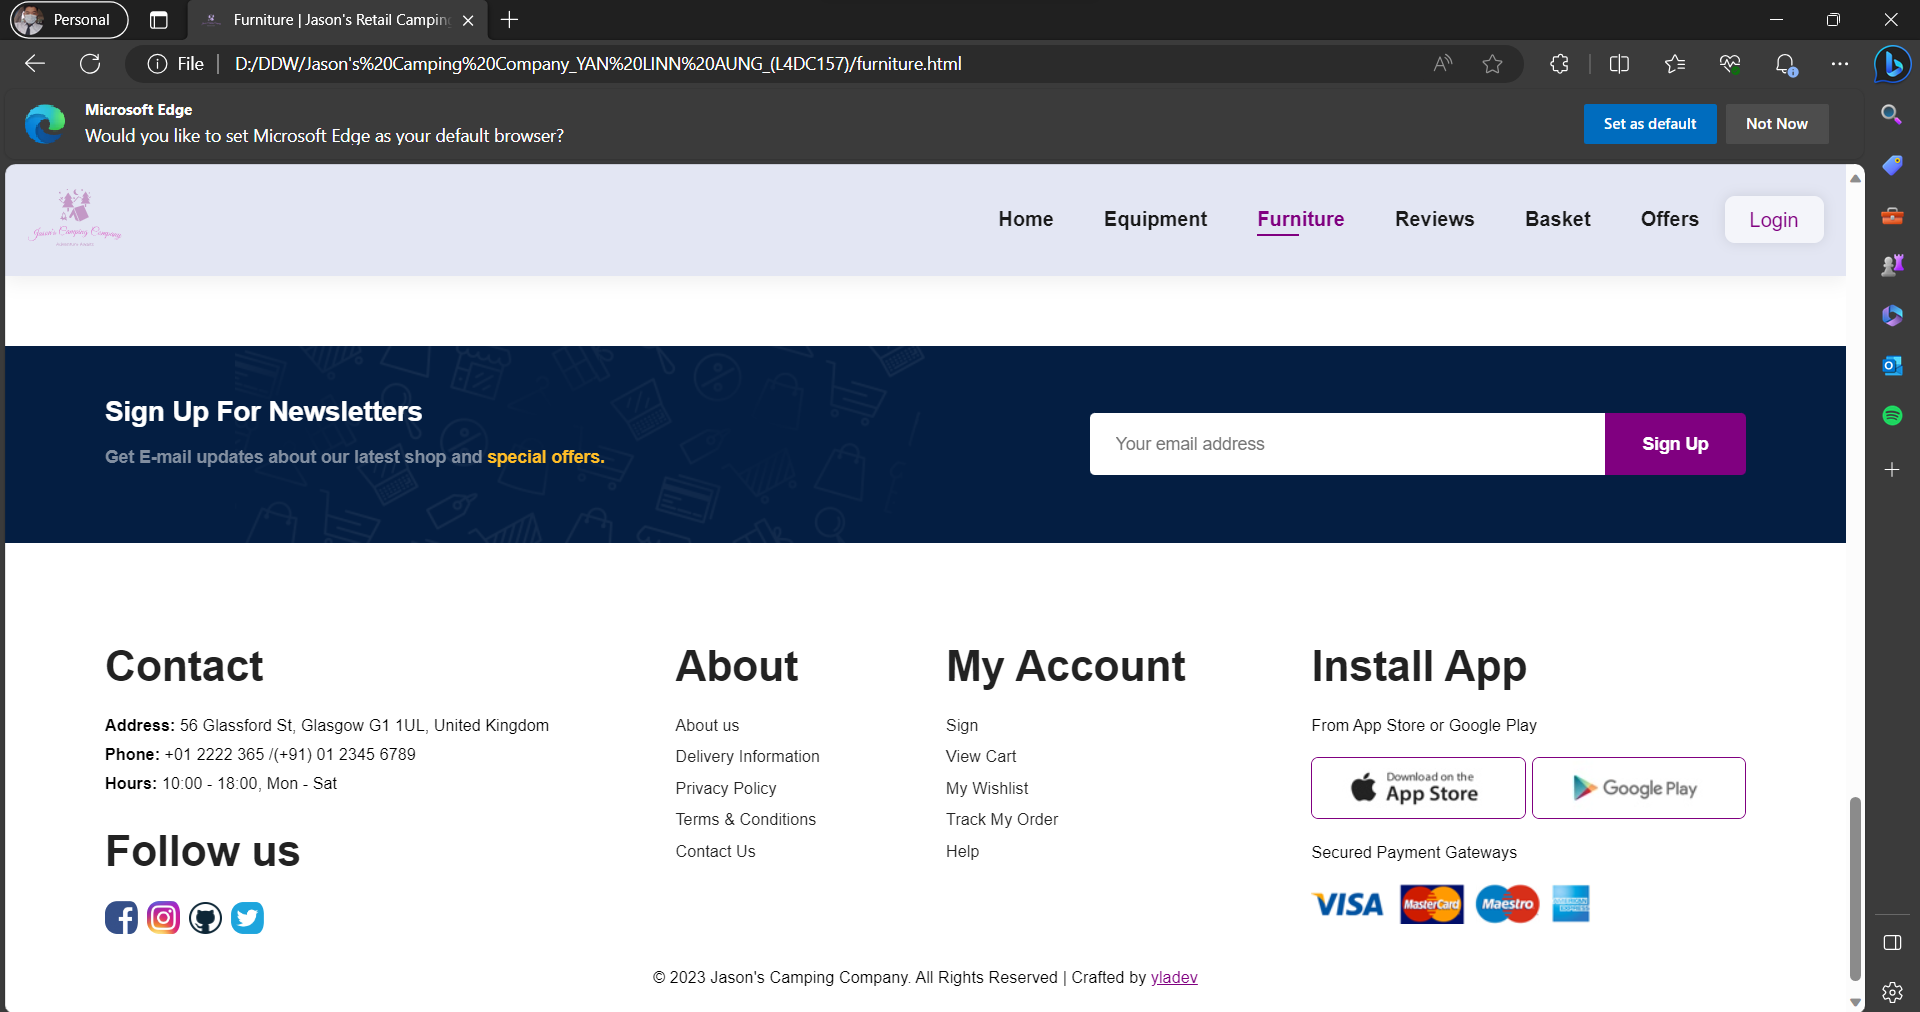 Personal
Furniture | Jason's Retail Camping
File
D:/DDW/Jason's%20Camping%20Company_YAN%20LINN%20AUNG_(L4DC157)/furniture.html
Microsoft Edge
Would you like to set Microsoft Edge as your default browser?
Set as default
Not Now
Jason's Camping Company
Home
Equipment
Furniture
Reviews
Basket
Offers
Login
Sign Up For Newsletters
Get E-mail updates about our latest shop and special offers.
Your email address
Sign Up
Contact
Address: 56 Glassford St, Glasgow G1 1UL, United Kingdom
Phone: +01 2222 365 /(+91) 01 2345 6789
Hours: 10:00 - 18:00, Mon - Sat
Follow us
About
About us
Delivery Information
Privacy Policy
Terms & Conditions
Contact Us
My Account
Sign
View Cart
My Wishlist
Track My Order
Help
Install App
From App Store or Google Play
Download on the
App Store
Google Play
Secured Payment Gateways
VISA
MasterCard
Maestro
AMERICAN
EXPRESS
© 2023 Jason's Camping Company. All Rights Reserved | Crafted by yladev